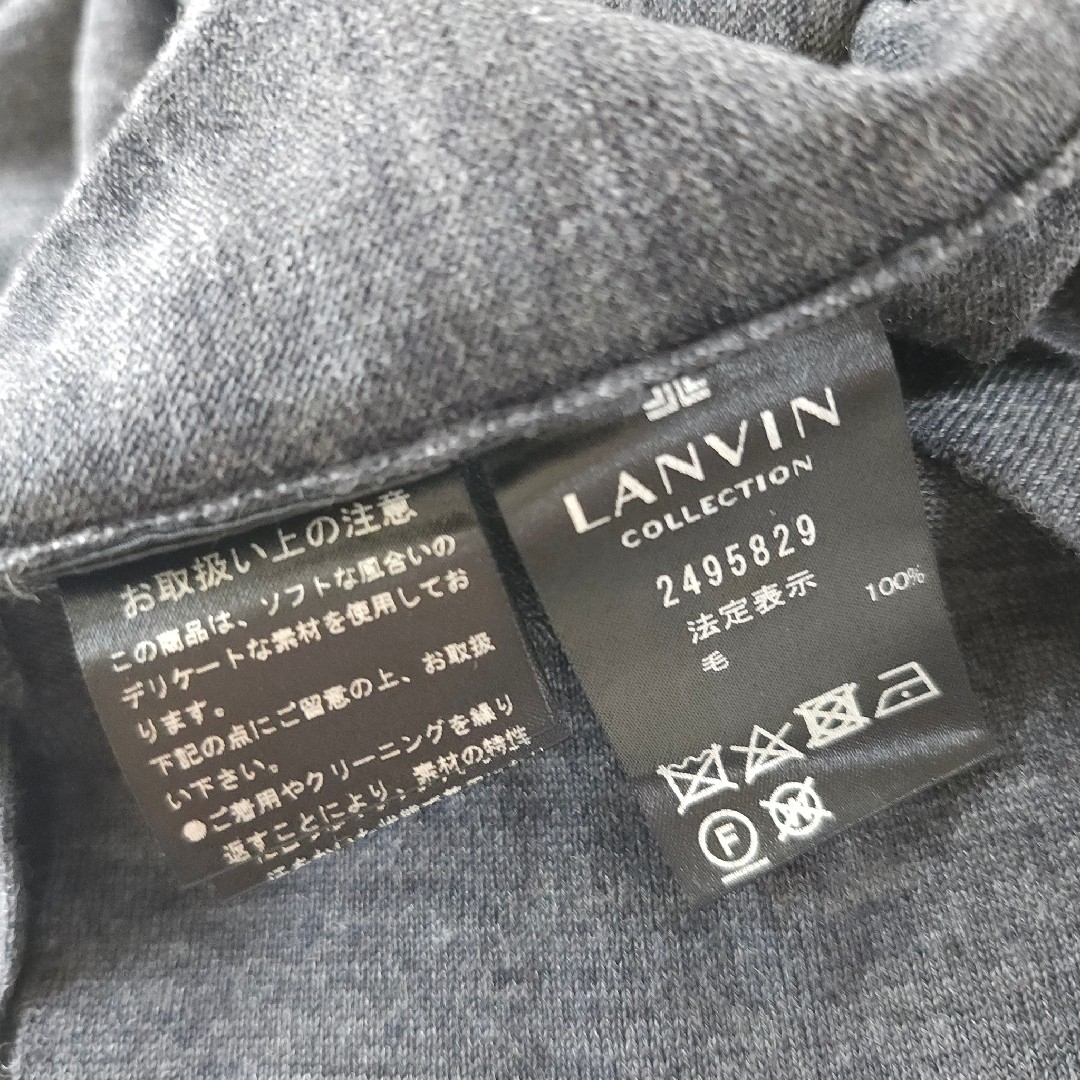 お取扱い上の注意
この商品は、ソフトな風合いの
デリケートな素材を使用してお
ります。
下記の点にご留意の上、お取扱
い下さい。
●ご着用やクリーニングを繰り
返すことにより、素材の特性
LANVIN
COLLECTION
2495829
法定表示
毛 100%
F
W